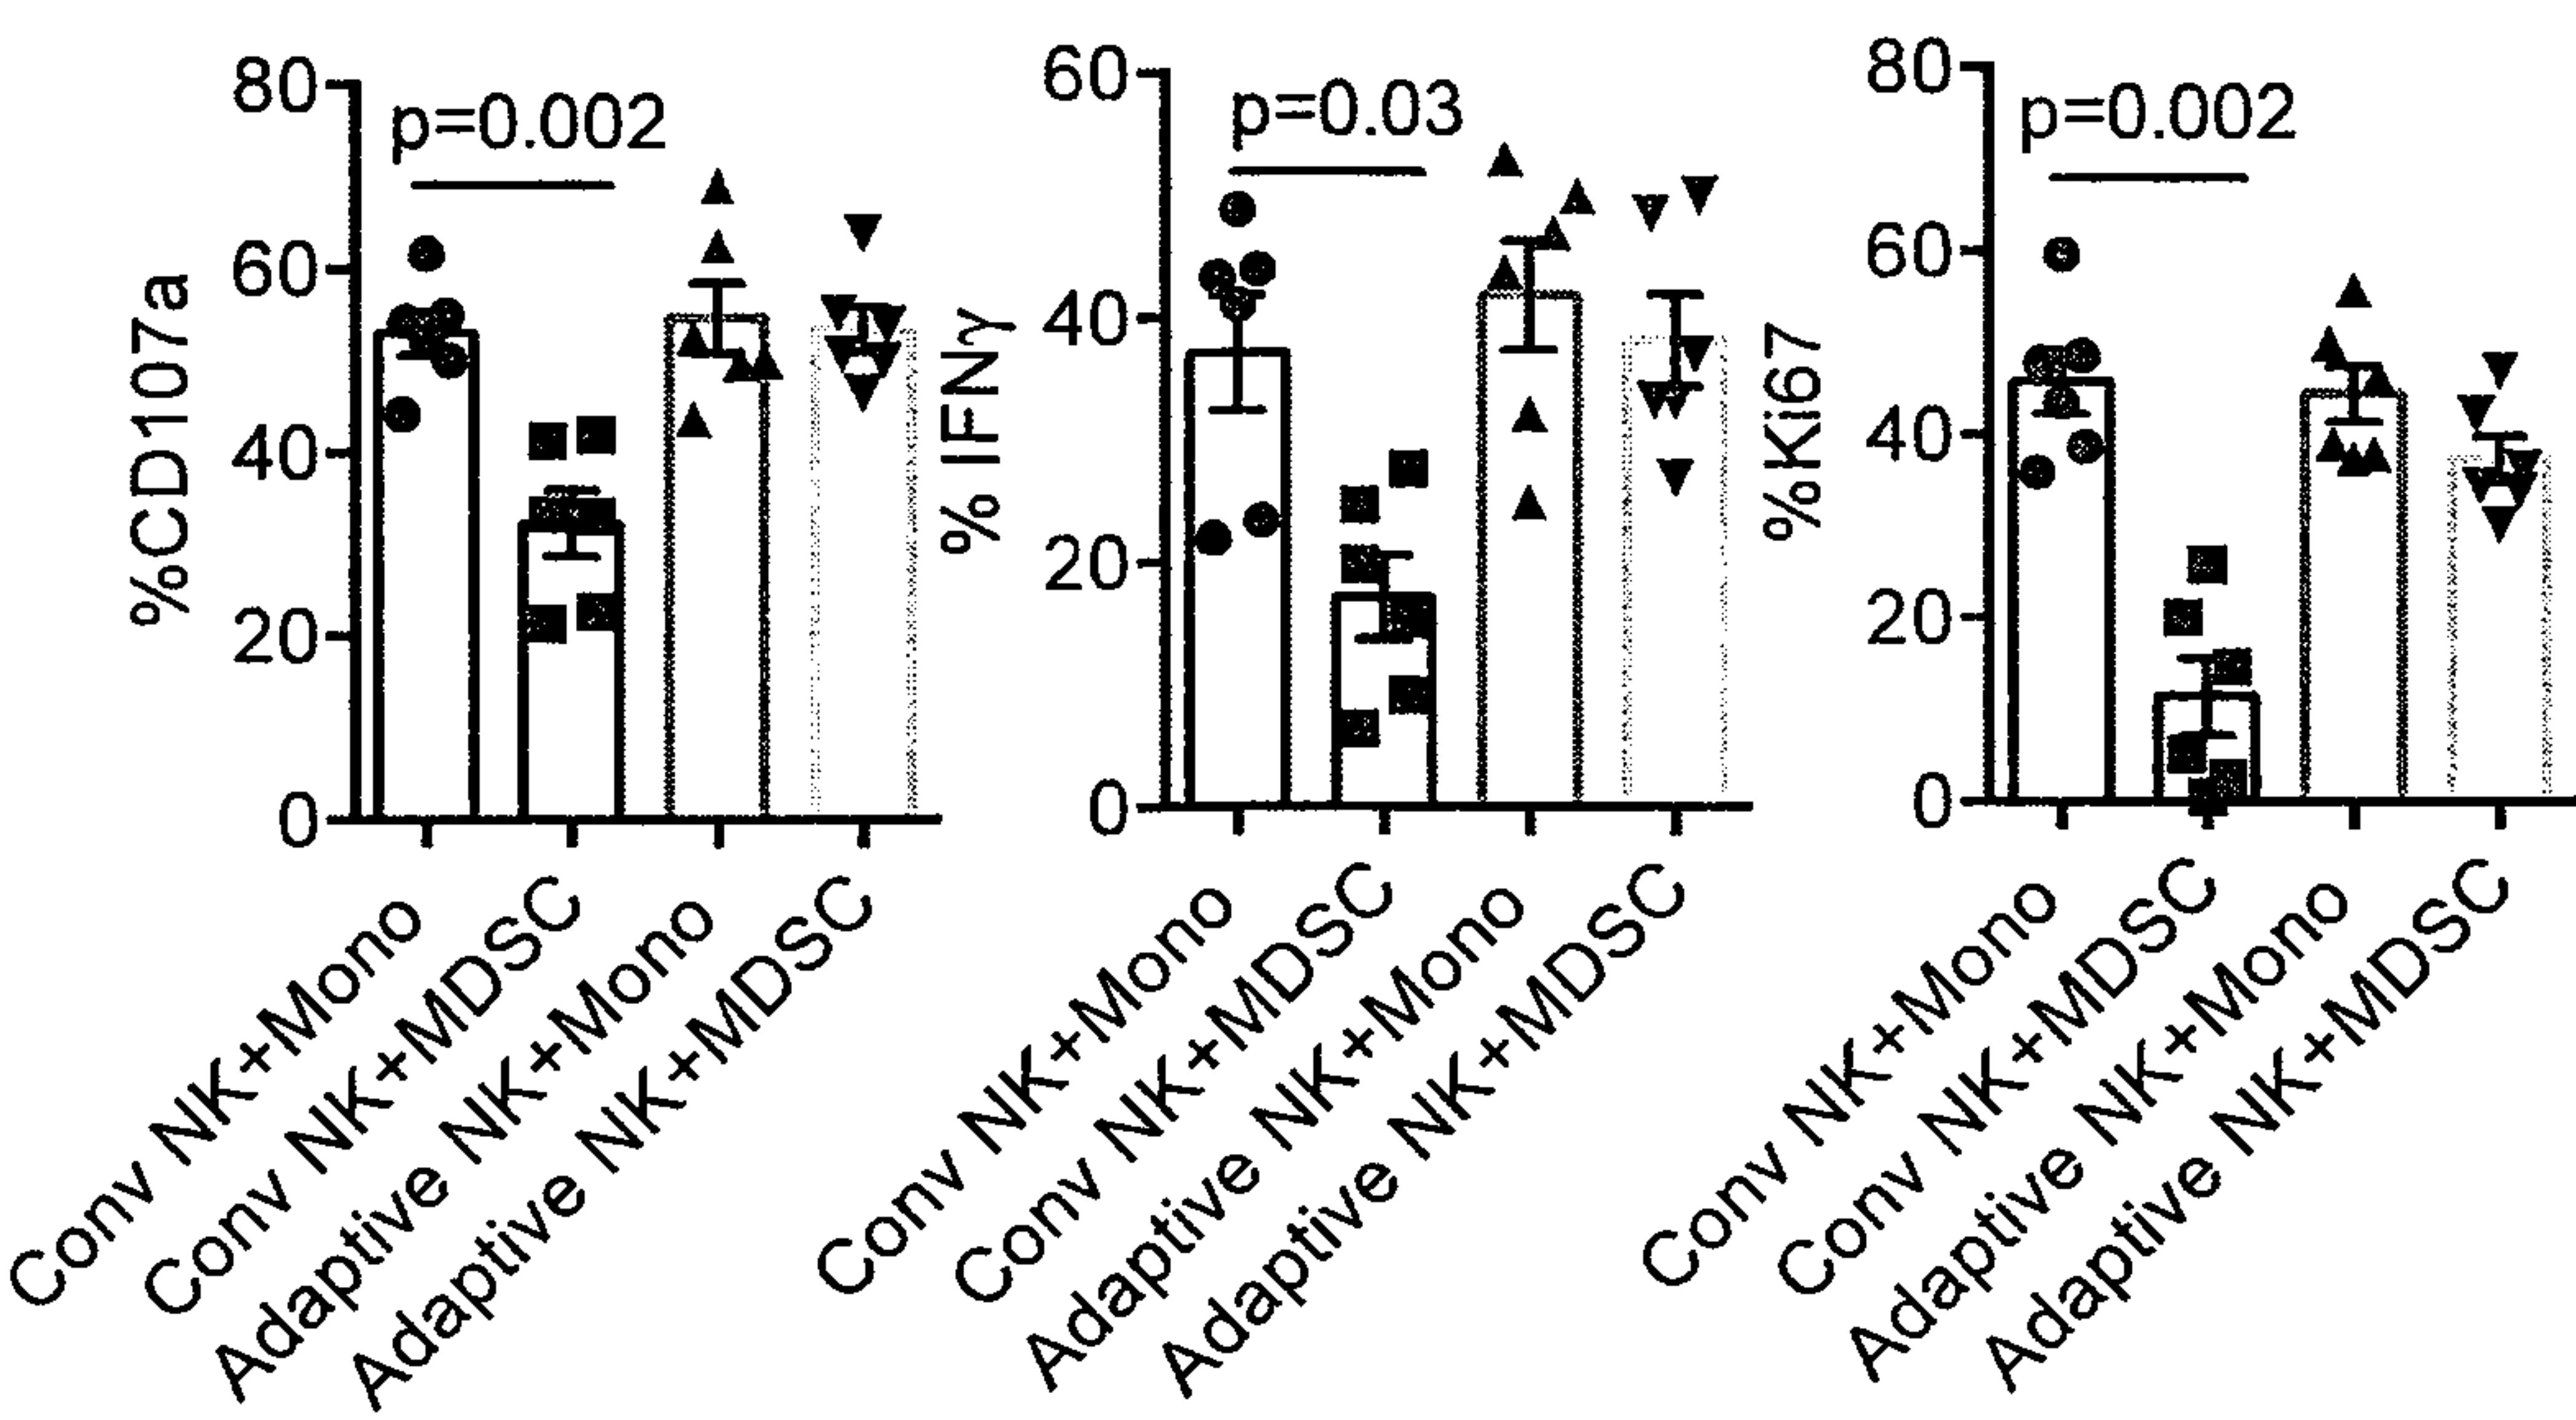 %CD107a
80
60
40
20
0
p=0.002
Conv NK+Mono
Conv NK+MDSC
Adaptive NK+Mono
Adaptive NK+MDSC
% IFNγ
60
40
20
0
p=0.03
Conv NK+Mono
Conv NK+MDSC
Adaptive NK+Mono
Adaptive NK+MDSC
%Ki67
80
60
40
20
0
p=0.002
Conv NK+Mono
Conv NK+MDSC
Adaptive NK+Mono
Adaptive NK+MDSC